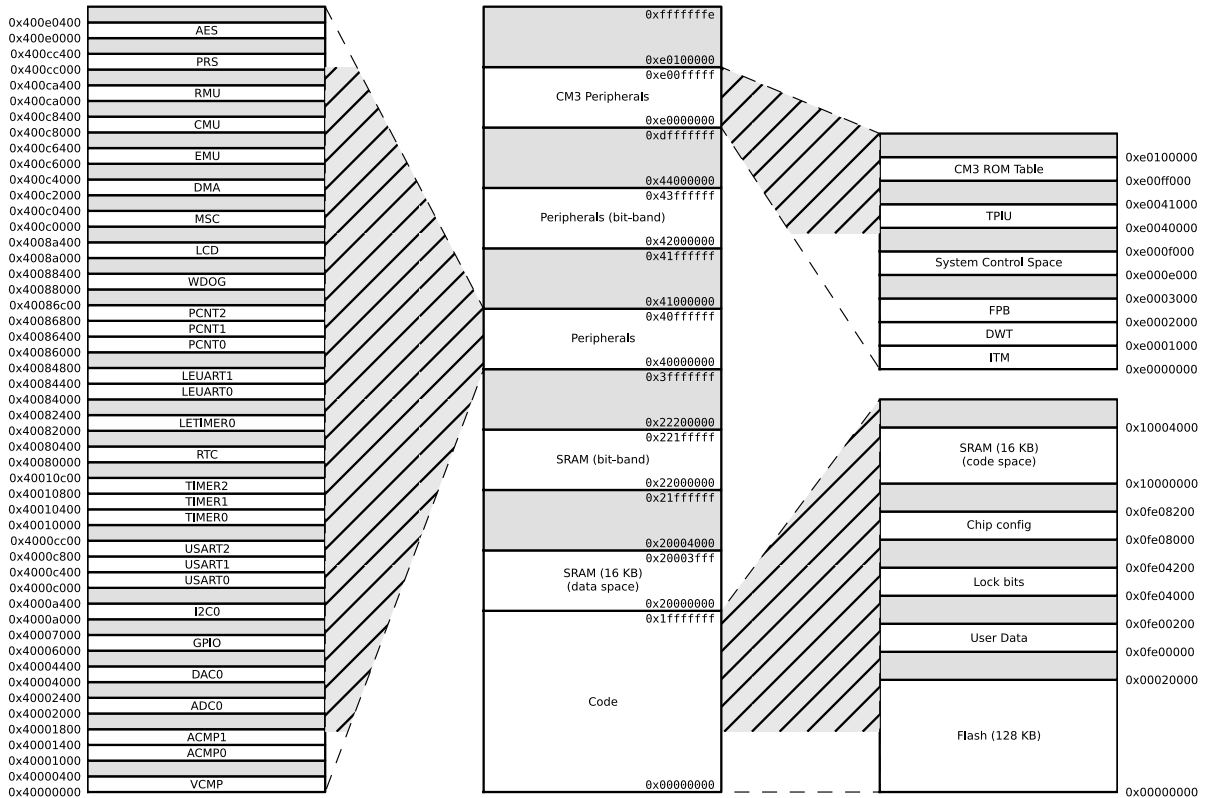 0x400e0400
AES
0x400e0000
0x400cc400
PRS
0x400cc000
0x400ca400
RMU
0x400ca000
0x400c8400
CMU
0x400c8000
0x400c6400
EMU
0x400c6000
0x400c4000
DMA
0x400c2000
0x400c0400
MSC
0x400c0000
0x4008a400
LCD
0x4008a000
0x40088400
WDOG
0x40088000
0x40086c00
PCNT2
0x40086800
PCNT1
0x40086400
PCNT0
0x40086000
0x40084800
LEUART1
0x40084400
LEUART0
0x40084000
0x40082400
LETIMER0
0x40082000
0x40080400
RTC
0x40080000
0x40010c00
TIMER2
0x40010800
TIMER1
0x40010400
TIMER0
0x40010000
0x4000cc00
USART2
0x4000c800
USART1
0x4000c400
USART0
0x4000c000
0x4000a400
I2C0
0x4000a000
0x40007000
GPIO
0x40006000
0x40004400
DAC0
0x40004000
0x40002400
ADC0
0x40002000
0x40001800
ACMP1
0x40001400
ACMP0
0x40001000
0x40000400
VCMP
0x40000000
0xfffffffe
0xe0100000
0xe00fffff
CM3 Peripherals
0xe0000000
0xdfffffff
0x44000000
0x43ffffff
Peripherals (bit-band)
0x42000000
0x41ffffff
0x41000000
0x40ffffff
Peripherals
0x40000000
0x3fffffff
0x22200000
0x221fffff
SRAM (bit-band)
0x22000000
0x21ffffff
0x20004000
0x20003fff
SRAM (16 KB)
(data space)
0x20000000
0x1fffffff
Code
0x00000000
0xe0100000
CM3 ROM Table
0xe00ff000
0xe0041000
TPIU
0xe0040000
0xe000f000
System Control Space
0xe000e000
0xe0003000
FPB
0xe0002000
DWT
0xe0001000
ITM
0xe0000000
0x10004000
SRAM (16 KB)
(code space)
0x10000000
0x0fe08200
Chip config
0x0fe08000
0x0fe04200
Lock bits
0x0fe04000
0x0fe00200
User Data
0x0fe00000
0x00020000
Flash (128 KB)
0x00000000